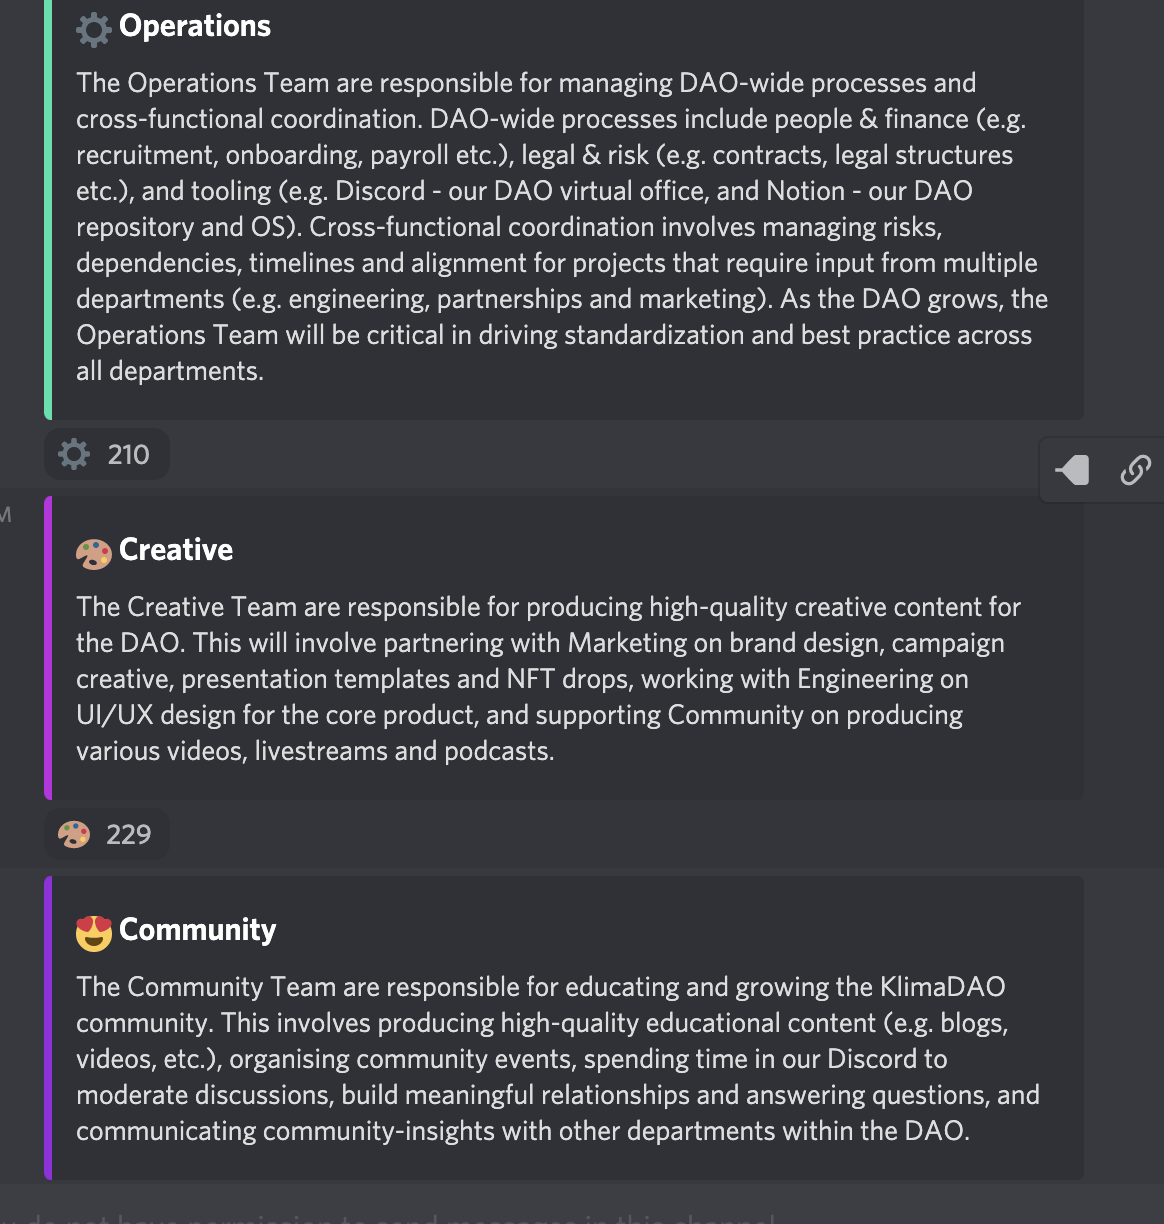 Operations
The Operations Team are responsible for managing DAO-wide processes and
cross-functional coordination. DAO-wide processes include people & finance (e.g.
recruitment, onboarding, payroll etc.), legal & risk (e.g. contracts, legal structures
etc.), and tooling (e.g. Discord - our DAO virtual office, and Notion - our DAO
repository and OS). Cross-functional coordination involves managing risks,
dependencies, timelines and alignment for projects that require input from multiple
departments (e.g. engineering, partnerships and marketing). As the DAO grows, the
Operations Team will be critical in driving standardization and best practice across
all departments.
210
M
Creative
The Creative Team are responsible for producing high-quality creative content for
the DAO. This will involve partnering with Marketing on brand design, campaign
creative, presentation templates and NFT drops, working with Engineering on
UI/UX design for the core product, and supporting Community on producing
various videos, livestreams and podcasts.
229
Community
The Community Team are responsible for educating and growing the KlimaDAO
community. This involves producing high-quality educational content (e.g. blogs,
videos, etc.), organising community events, spending time in our Discord to
moderate discussions, build meaningful relationships and answering questions, and
communicating community-insights with other departments within the DAO.
do not have permission to send messages in this channel